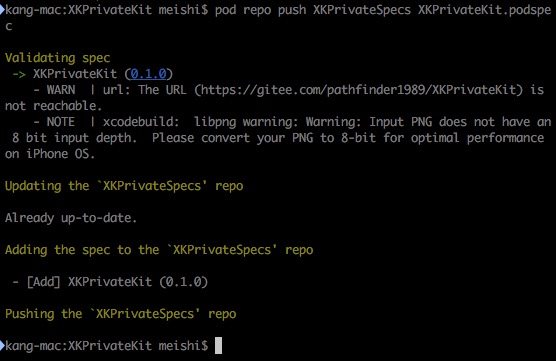 kang-mac:XKPrivateKit meishi$ pod repo push XKPrivateSpecs XKPrivateKit.podspe
c
Validating spec
 -> XKPrivateKit (0.1.0)
    - WARN  | url: The URL (https://gitee.com/pathfinder1989/XKPrivateKit) is
not reachable.
    - NOTE  | xcodebuild:  libpng warning: Warning: Input PNG does not have an
 8 bit input depth.  Please convert your PNG to 8-bit for optimal performance
on iPhone OS.
Updating the `XKPrivateSpecs' repo
Already up-to-date.
Adding the spec to the `XKPrivateSpecs' repo
 - [Add] XKPrivateKit (0.1.0)
Pushing the `XKPrivateSpecs' repo
kang-mac:XKPrivateKit meishi$